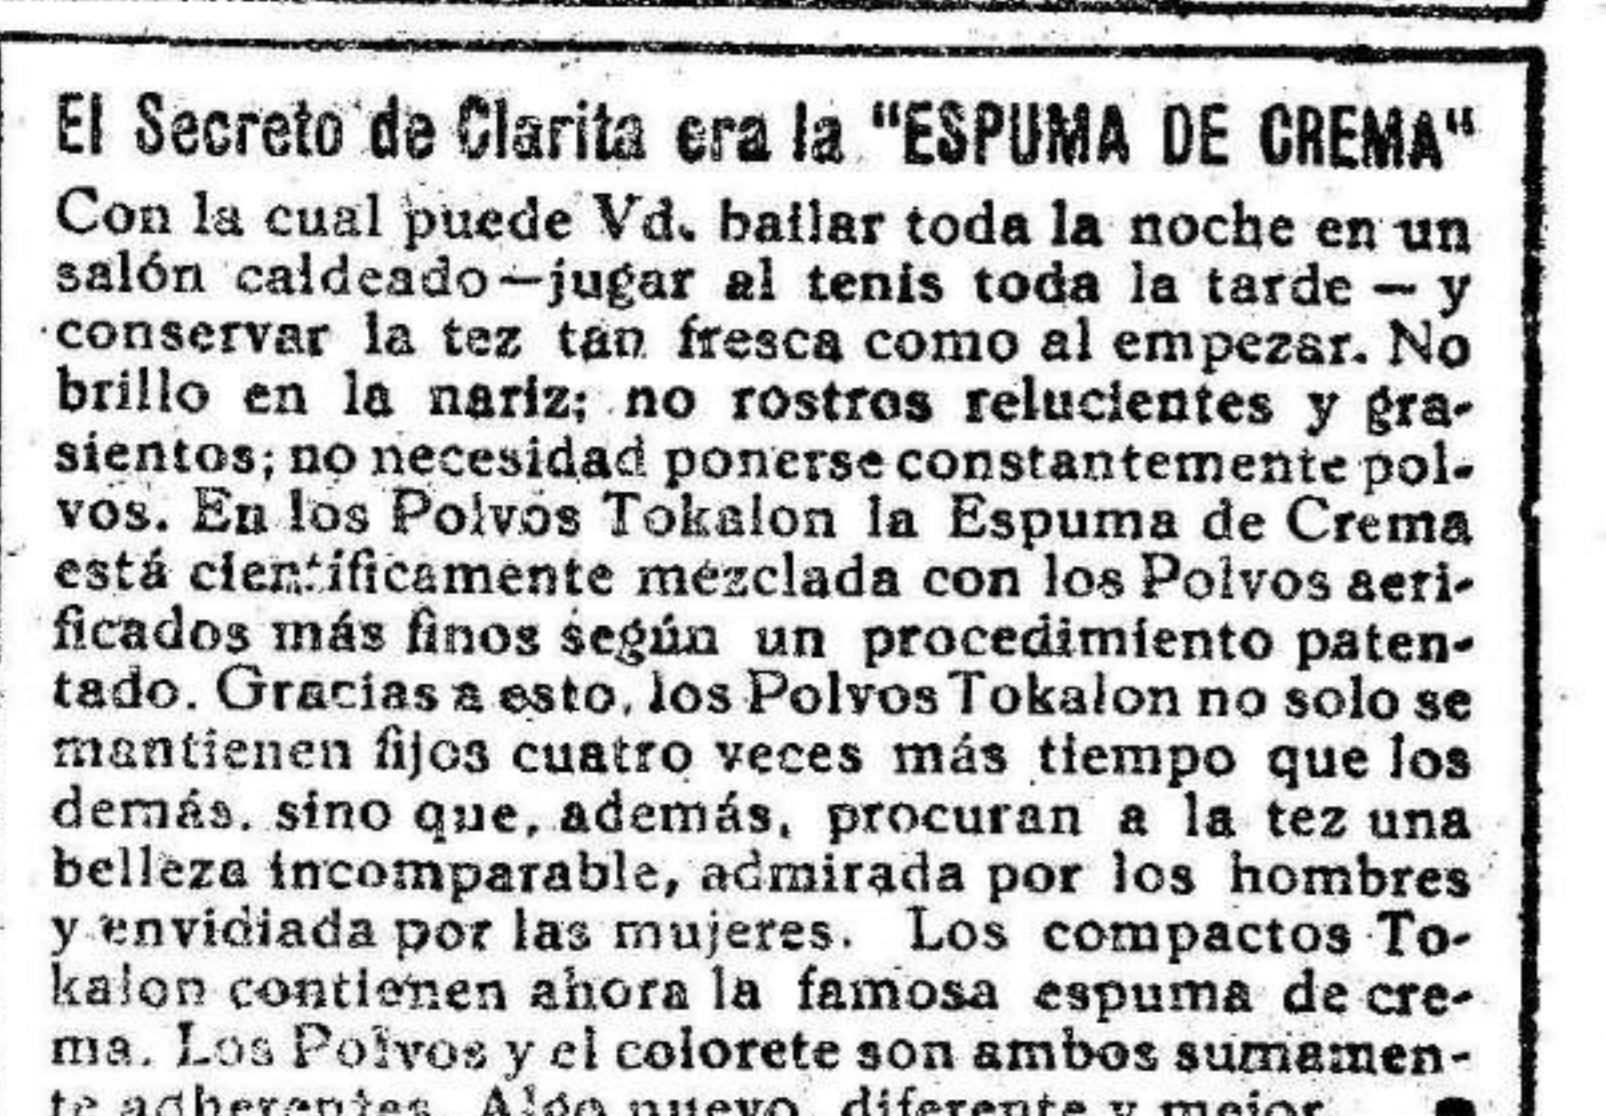 El Secreto de Clarita era la "ESPUMA DE CREMA"
Con la cual puede Vd. bailar toda la noche en un
salón caldeado—jugar al tenis toda la tarde — y
conservar la tez tan fresca como al empezar. No
brillo en la nariz; no rostros relucientes y gra-
sientos; no necesidad ponerse constantemente pol-
vos. En los Polvos Tokalon la Espuma de Crema
está científicamente mezclada con los Polvos aeri-
ficados más finos según un procedimiento paten-
tado. Gracias a esto, los Polvos Tokalon no solo se
mantienen fijos cuatro veces más tiempo que los
demás, sino que, además, procuran a la tez una
belleza incomparable, admirada por los hombres
y envidiada por las mujeres. Los compactos To-
kalon contienen ahora la famosa espuma de cre-
ma. Los Polvos y el colorete son ambos sumamen-
te adherentes. Algo nuevo, diferente y mejor